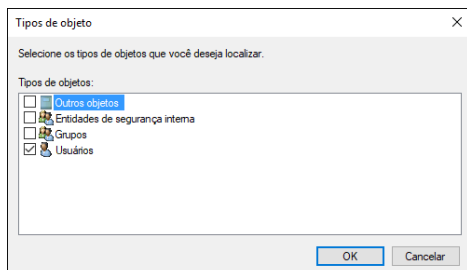 Tipos de objeto
Selecione os tipos de objetos que você deseja localizar.
Tipos de objetos:
Outros objetos
Entidades de segurança interna
Grupos
Usuários
OK Cancelar